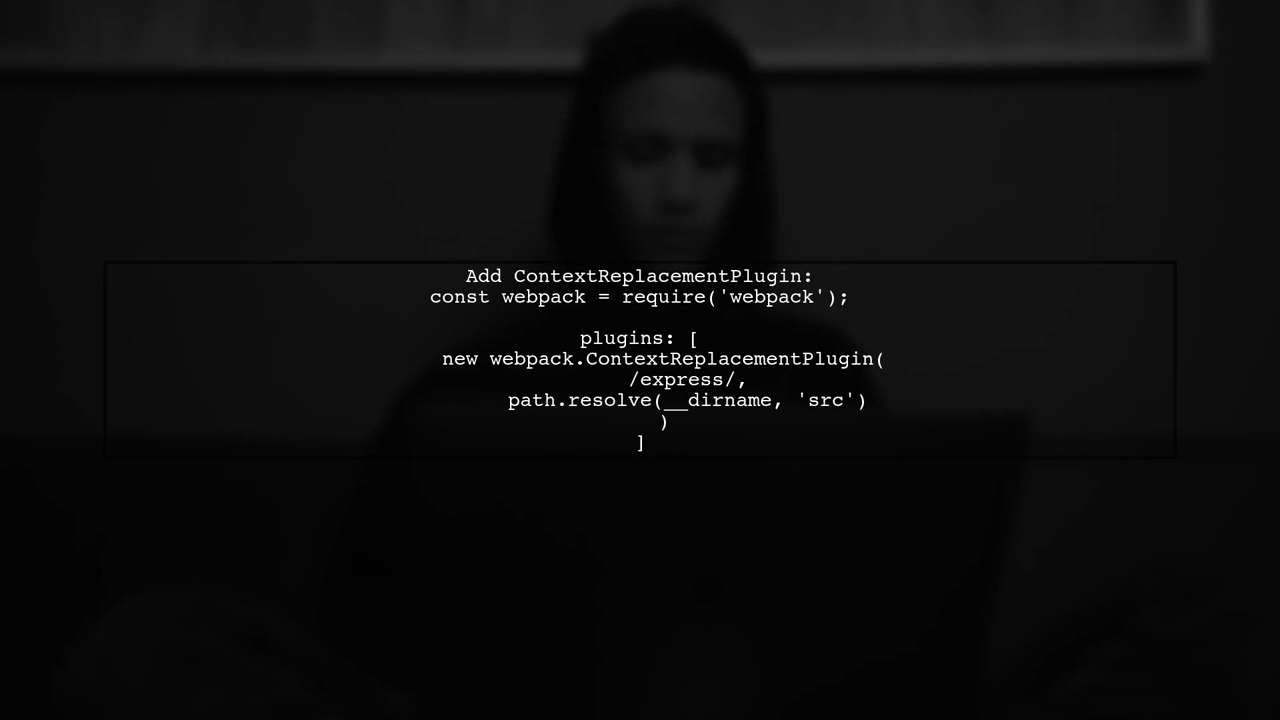 Add ContextReplacementPlugin:
const webpack = require('webpack');
plugins: [
new webpack.ContextReplacementPlugin(
/express/,
path.resolve(__dirname, 'src')
)
]